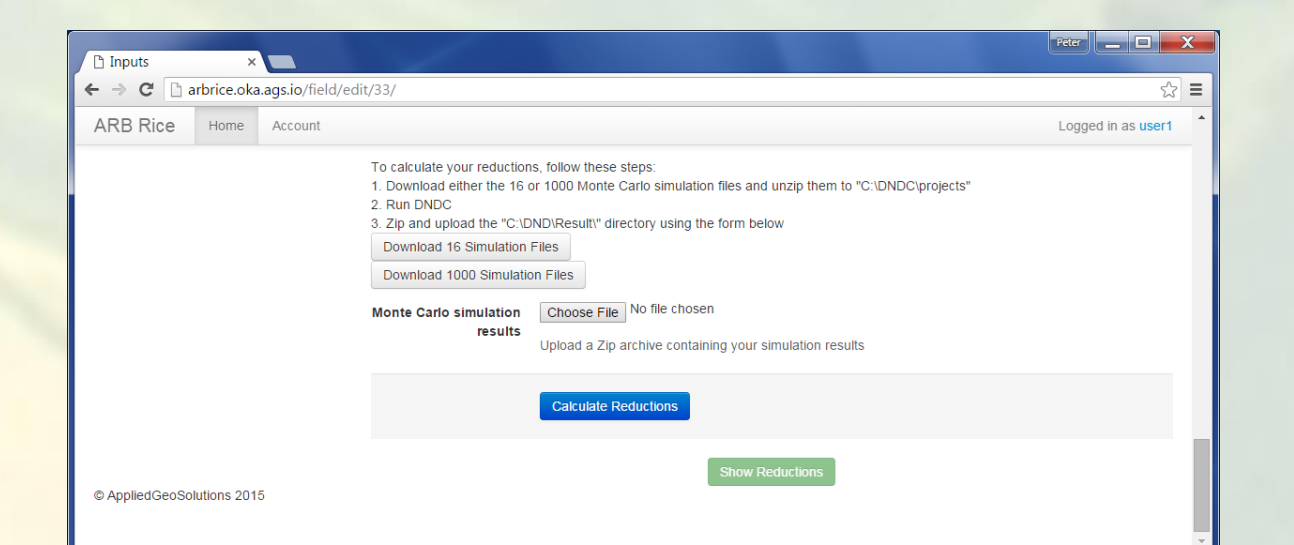 Peter
Inputs
arbrice.oka.ags.io/field/edit/33/
ARB Rice Home Account Logged in as user1
To calculate your reductions, follow these steps:
1. Download either the 16 or 1000 Monte Carlo simulation files and unzip them to "C:\DNDC\projects"
2. Run DNDC
3. Zip and upload the "C:\DND\Result\" directory using the form below
Download 16 Simulation Files
Download 1000 Simulation Files
Monte Carlo simulation results Choose File No file chosen
Upload a Zip archive containing your simulation results
Calculate Reductions
Show Reductions
© AppliedGeoSolutions 2015